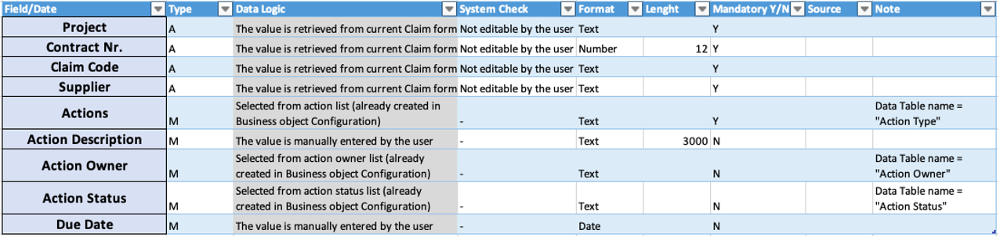 Field/Date Type Data Logic System Check Format Lenght Mandatory Y/N Source Note
Project A The value is retrieved from current Claim form Not editable by the user Text Y
Contract Nr. A The value is retrieved from current Claim form Not editable by the user Number 12 Y
Claim Code A The value is retrieved from current Claim form Not editable by the user Text Y
Supplier A The value is retrieved from current Claim form Not editable by the user Text Y
Selected from action list (already created in Data Table name =
Actions M Business object Configuration) - Text Y "Action Type"
Action Description M The value is manually entered by the user - Text 3000 N
Selected from action owner list (already Data Table name =
Action Owner M created in Business object Configuration) - Text N "Action Owner"
Selected from action status list (already Data Table name =
Action Status M created in Business object Configuration) - Text N "Action Status"
Due Date M The value is manually entered by the user - Date N